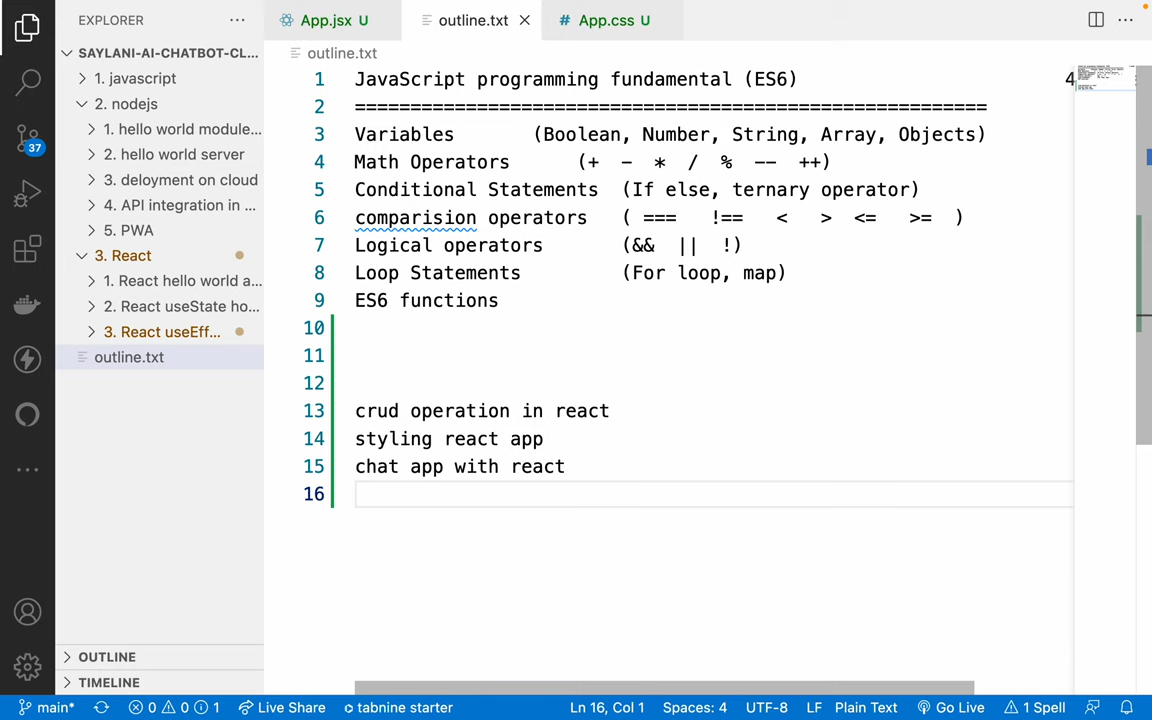 EXPLORER
App.jsx U
outline.txt
# App.css U
SAYLANI-AI-CHATBOT-CL...
1. javascript
2. nodejs
1. hello world module...
2. hello world server
3. deloyment on cloud
4. API integration in ...
5. PWA
3. React
1. React hello world a...
2. React useState ho...
3. React useEff...
outline.txt
OUTLINE
TIMELINE
37
outline.txt
1 JavaScript programming fundamental (ES6) 4
2 =========================================================
3 Variables (Boolean, Number, String, Array, Objects)
4 Math Operators (+ - * / % -- ++)
5 Conditional Statements (If else, ternary operator)
6 comparision operators ( === !== < > <= >= )
7 Logical operators (&& || !)
8 Loop Statements (For loop, map)
9 ES6 functions
10
11
12
13 crud operation in react
14 styling react app
15 chat app with react
16
main* 0 0 1 Live Share tabnine starter Ln 16, Col 1 Spaces: 4 UTF-8 LF Plain Text Go Live 1 Spell